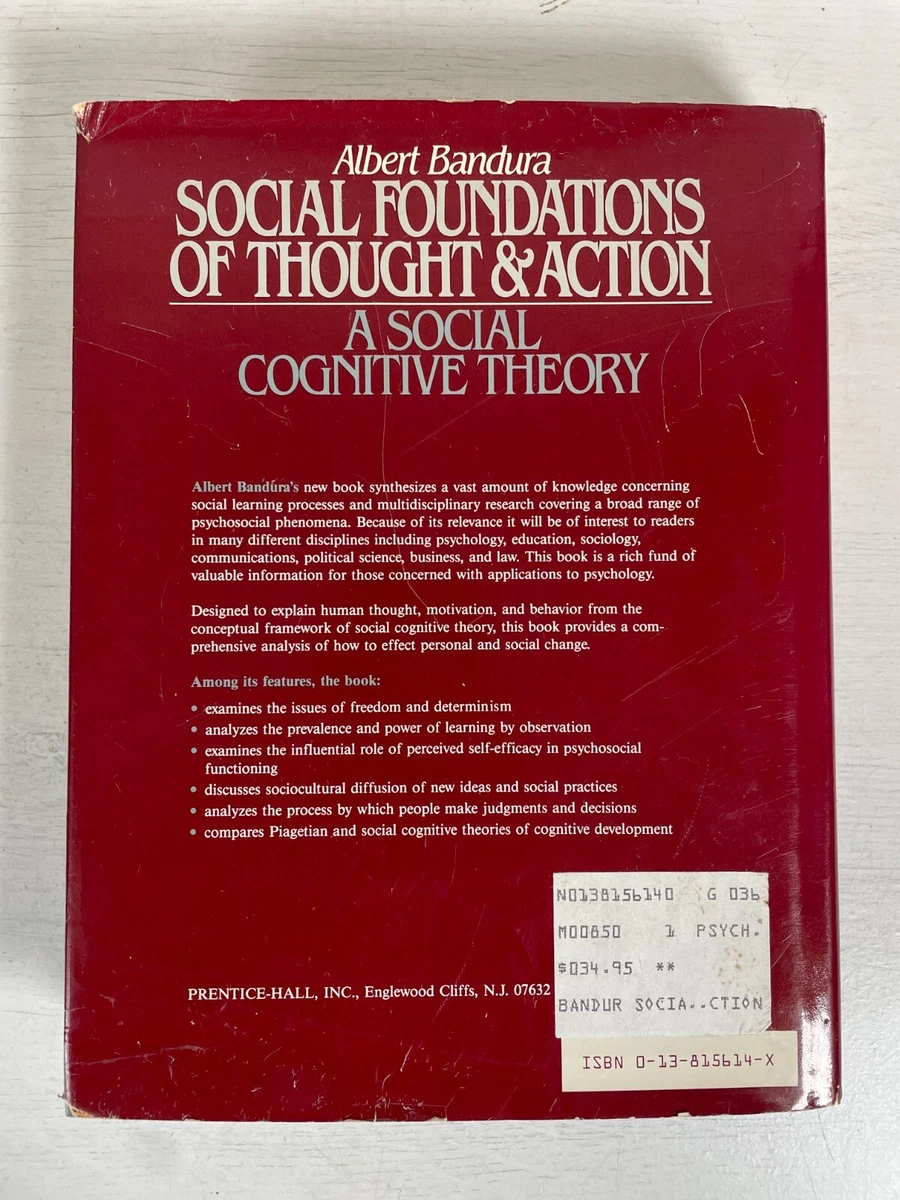 Albert Bandura
SOCIAL FOUNDATIONS
OF THOUGHT & ACTION
A SOCIAL
COGNITIVE THEORY
Albert Bandura's new book synthesizes a vast amount of knowledge concerning
social learning processes and multidisciplinary research covering a broad range of
psychosocial phenomena. Because of its relevance it will be of interest to readers
in many different disciplines including psychology, education, sociology,
communications, political science, business, and law. This book is a rich fund of
valuable information for those concerned with applications to psychology.
Designed to explain human thought, motivation, and behavior from the
conceptual framework of social cognitive theory, this book provides a com-
prehensive analysis of how to effect personal and social change.
Among its features, the book:
• examines the issues of freedom and determinism
• analyzes the prevalence and power of learning by observation
• examines the influential role of perceived self-efficacy in psychosocial
functioning
• discusses sociocultural diffusion of new ideas and social practices
• analyzes the process by which people make judgments and decisions
• compares Piagetian and social cognitive theories of cognitive development
PRENTICE-HALL, INC., Englewood Cliffs, N.J. 07632
N0138156140 G 036
M00850 1 PSYCH.
$034.95 **
BANDUR SOCIA..CTION
ISBN 0-13-815614-X